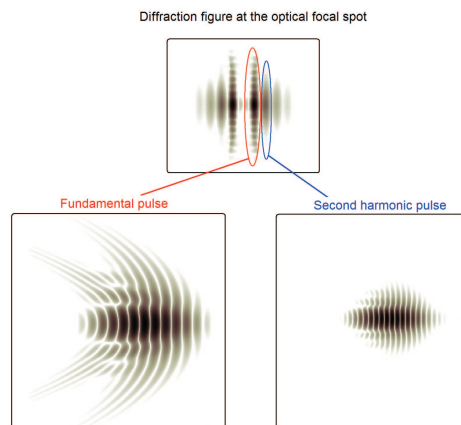 Diffraction figure at the optical focal spot
Fundamental pulse
Second harmonic pulse